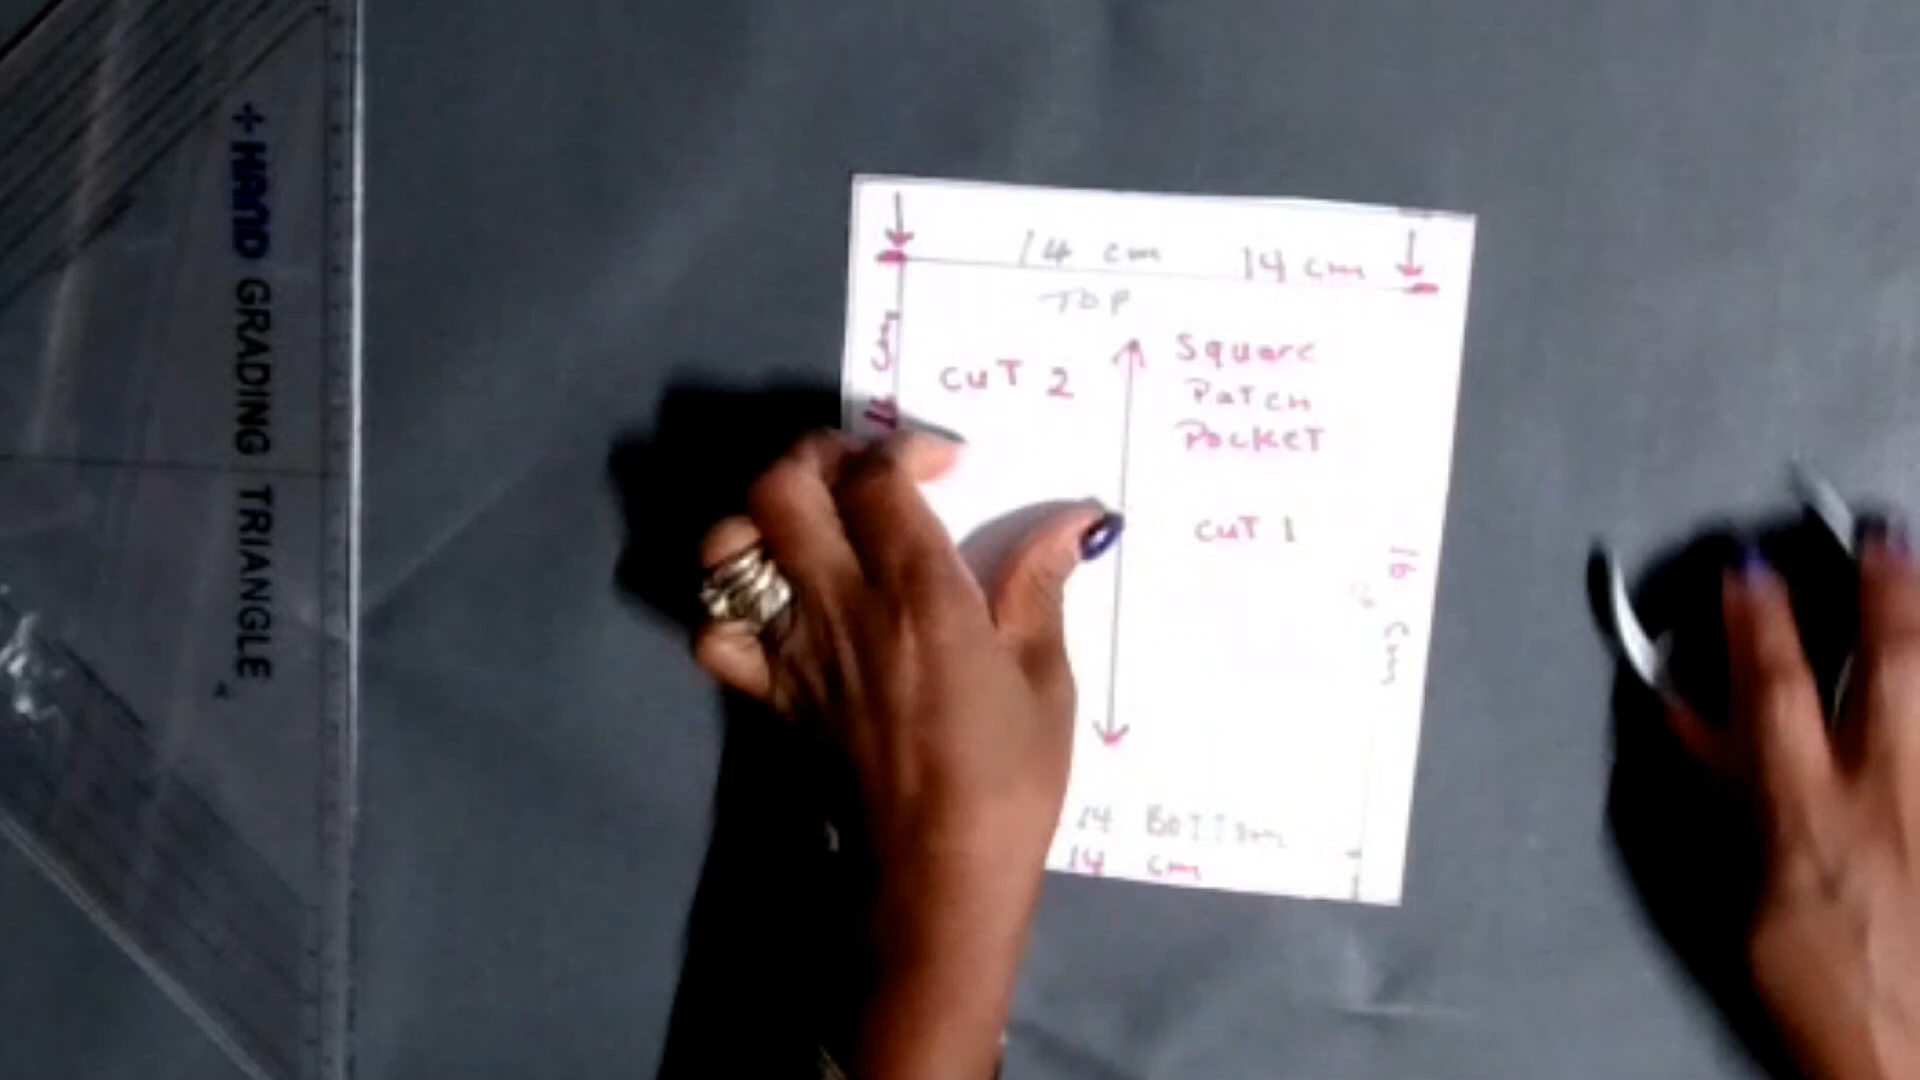 HAND GRADING TRIANGLE
14 cm 14 cm
TOP
CUT 2
Square
Patch
Pocket
CUT 1
16 cm
14 BOTTOM
14 cm